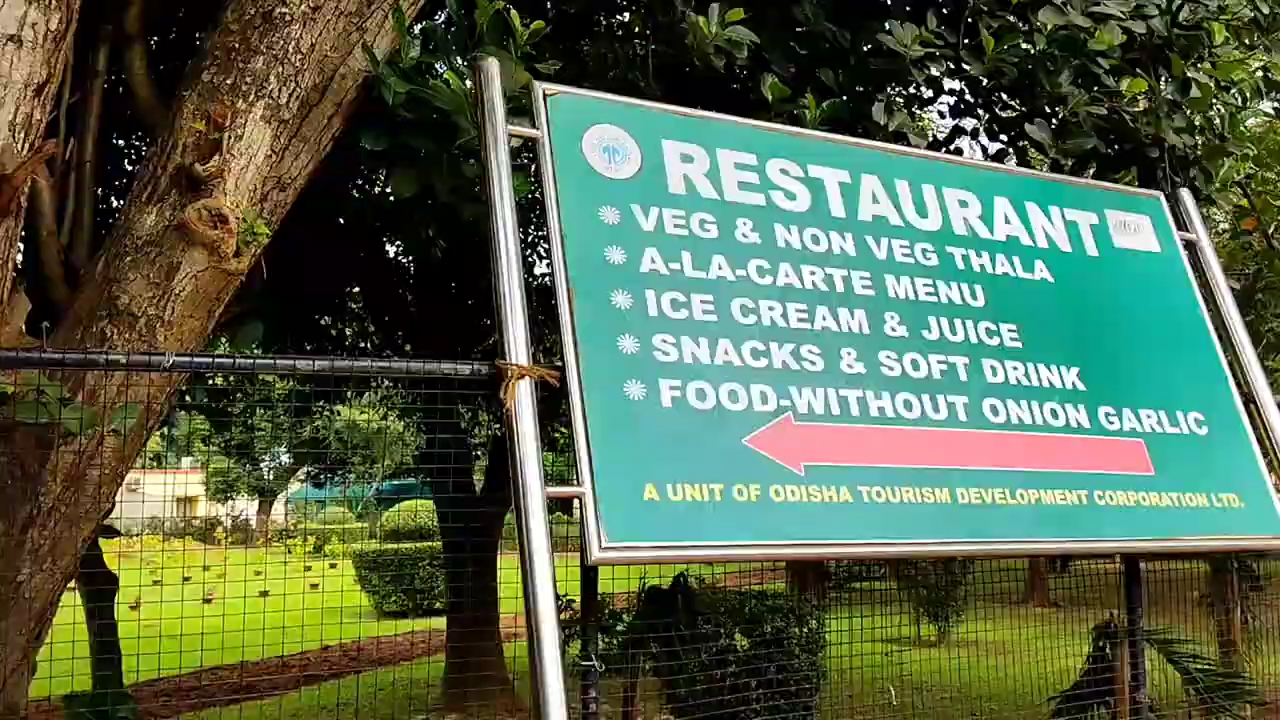 RESTAURANT
VEG & NON VEG THALA
A-LA-CARTE MENU
ICE CREAM & JUICE
SNACKS & SOFT DRINK
FOOD-WITHOUT ONION GARLIC
A UNIT OF ODISHA TOURISM DEVELOPMENT CORPORATION LTD.